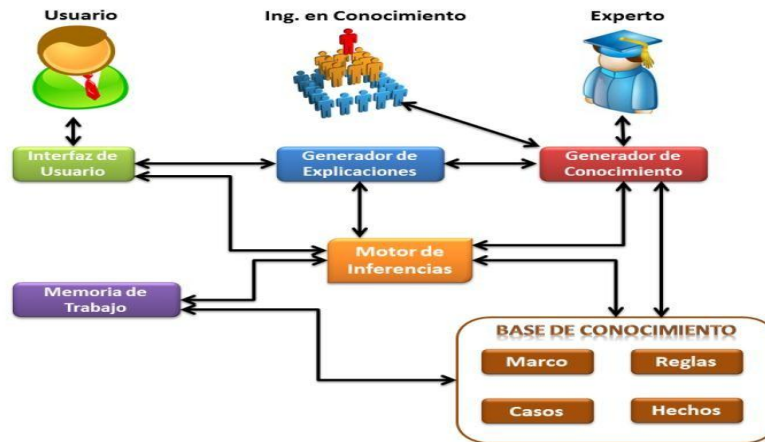 Usuario
Ing. en Conocimiento
Experto
Interfaz de
Usuario
Generador de
Explicaciones
Generador de
Conocimiento
Motor de
Inferencias
Memoria de
Trabajo
BASE DE CONOCIMIENTO
Marco
Reglas
Casos
Hechos